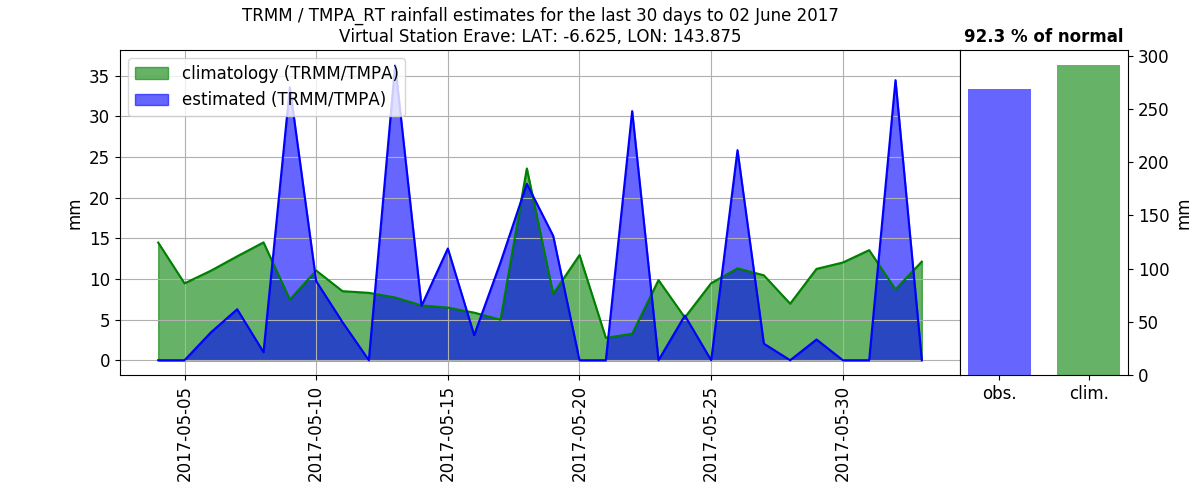 TRMM / TMPA_RT rainfall estimates for the last 30 days to 02 June 2017
Virtual Station Erave: LAT: -6.625, LON: 143.875
92.3 % of normal
climatology (TRMM/TMPA)
estimated (TRMM/TMPA)
35
30
25
20
15
10
5
0
mm
2017-05-05
2017-05-10
2017-05-15
2017-05-20
2017-05-25
2017-05-30
300
250
200
150
100
50
0
mm
obs.
clim.